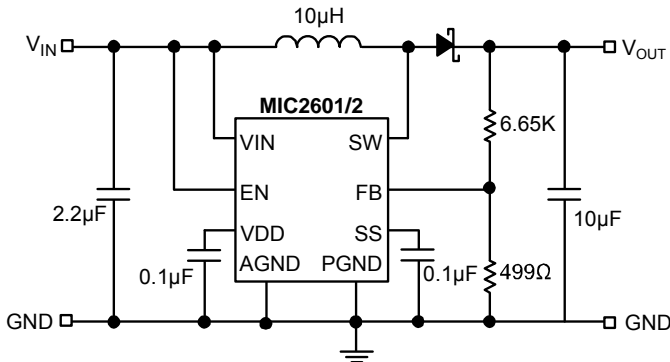 10µH
V_IN
V_OUT
MIC2601/2
VIN
SW
6.65K
EN
FB
2.2µF
10µF
VDD
SS
0.1µF
AGND
PGND
0.1µF
499Ω
GND
GND